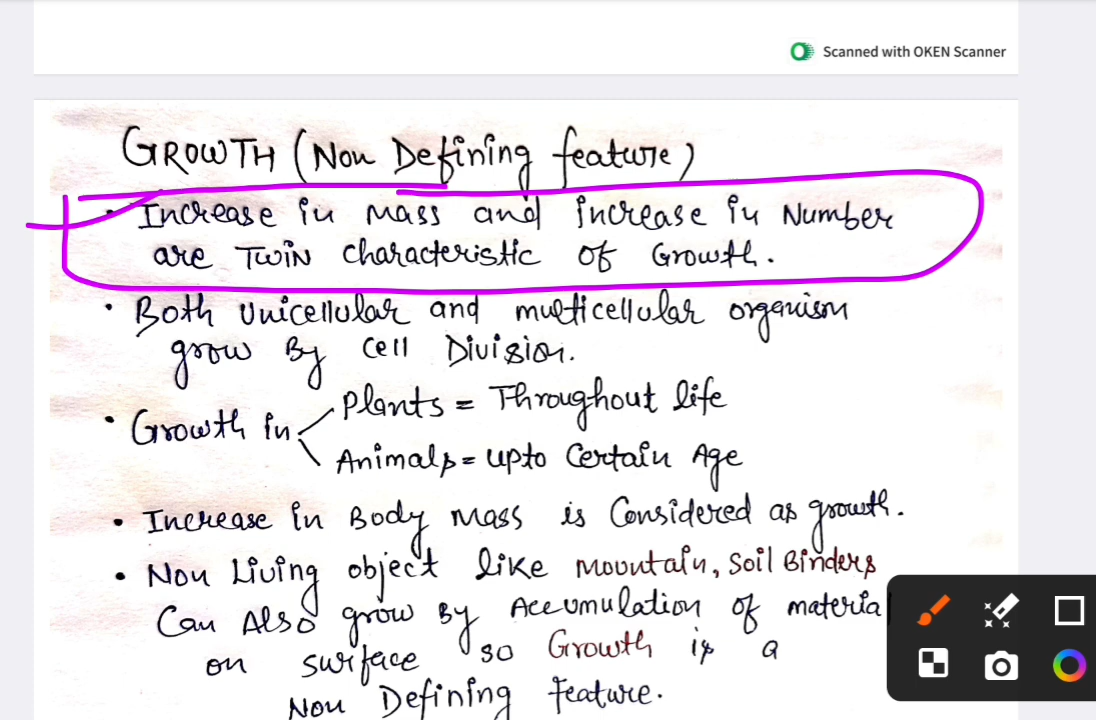 Scanned with OKEN Scanner
GROWTH (Non Defining feature)
• Increase in mass and increase in Number
are Twin characteristic of Growth.
• Both Unicellular and multicellular organism
grow By Cell Division.
• Growth in
Plants = Throughout life
Animals = upto Certain Age
• Increase in Body Mass is Considered as growth.
• Non Living object like Mountain, Soil Binders
Can Also grow By Accumulation of materia
on surface so Growth is a
Non Defining feature.